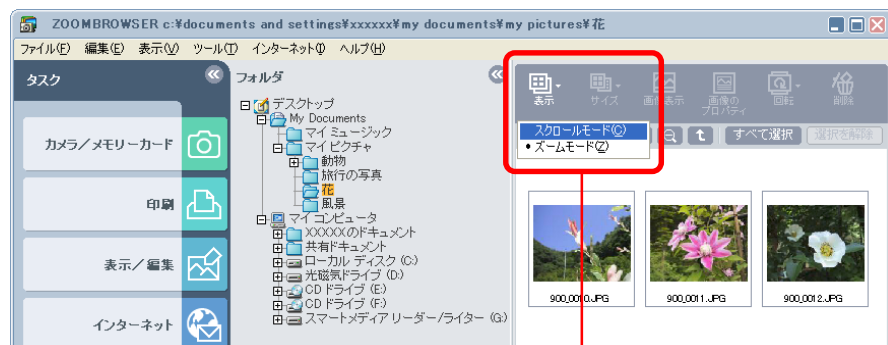 ZOOMBROWSER c:¥documents and settings¥xxxxxx¥my documents¥my pictures¥花
ファイル(F) 編集(E) 表示(V) ツール(T) インターネット(I) ヘルプ(H)
タスク
カメラ/メモリーカード
印刷
表示/編集
インターネット
フォルダ
デスクトップ
My Documents
マイ ミュージック
マイ ピクチャ
動物
旅行の写真
花
風景
マイ コンピュータ
XXXXXのドキュメント
共有ドキュメント
ローカル ディスク (C:)
光磁気ドライブ (D:)
CD ドライブ (E:)
CD ドライブ (F:)
スマートメディア リーダー/ライター (G:)
表示 サイズ 画像表示 画像のプロパティ 回転 削除
スクロールモード(C)
• ズームモード(Z)
すべて選択 選択を解除
900_0010.JPG 900_0011.JPG 900_0012.JPG